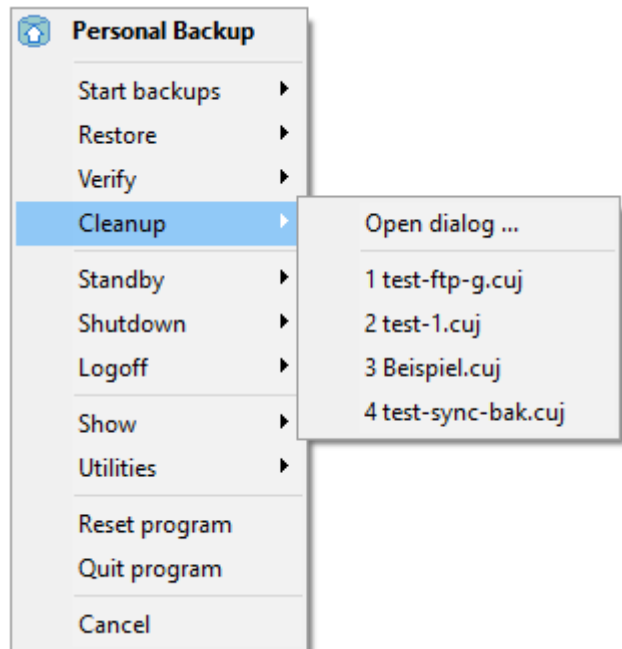 Personal Backup
Start backups
Restore
Verify
Cleanup
Open dialog ...
1 test-ftp-g.cuj
2 test-1.cuj
3 Beispiel.cuj
4 test-sync-bak.cuj
Standby
Shutdown
Logoff
Show
Utilities
Reset program
Quit program
Cancel